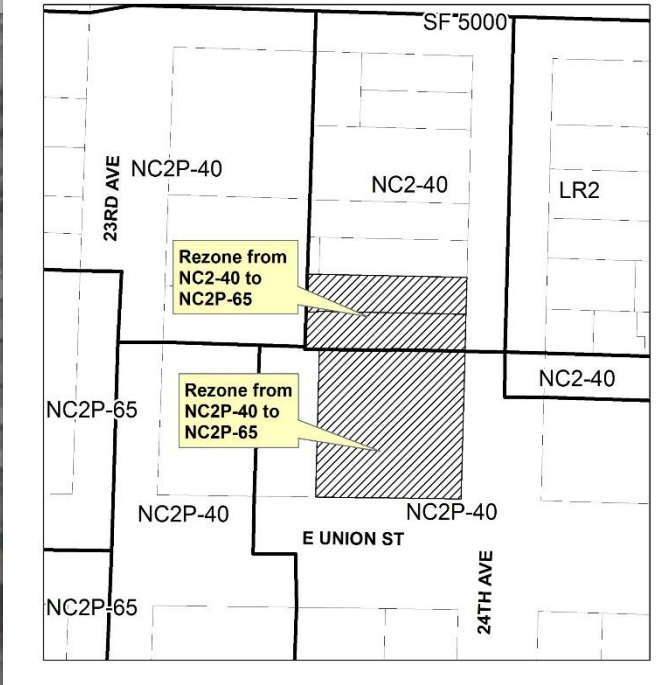 SF 5000
23RD AVE
NC2P-40
NC2-40
LR2
Rezone from
NC2-40 to
NC2P-65
NC2-40
NC2P-65
Rezone from
NC2P-40 to
NC2P-65
NC2P-40
NC2P-40
E UNION ST
24TH AVE
NC2P-65